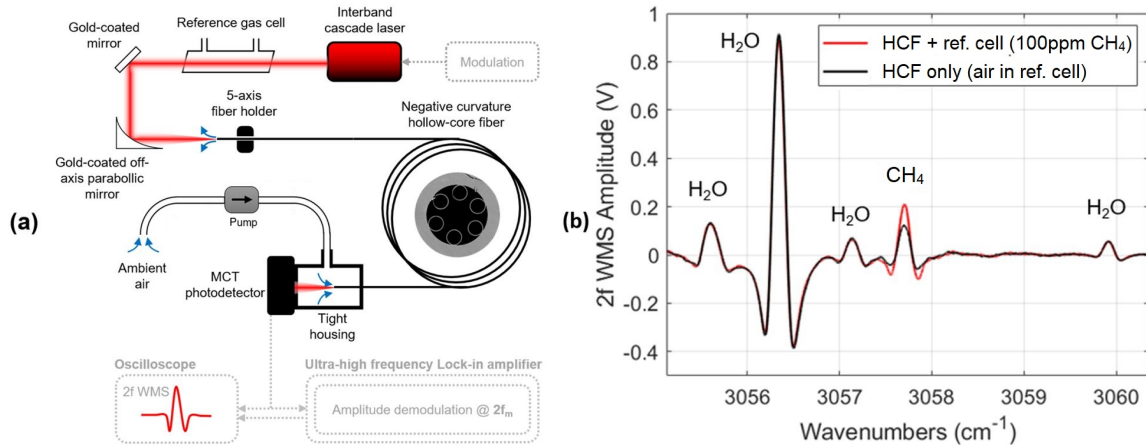 Gold-coated
mirror
Reference gas cell
Interband
cascade laser
Modulation
5-axis
fiber holder
Negative curvature
hollow-core fiber
Gold-coated off-
axis parabollic
mirror
(a)
Pump
Ambient
air
MCT
photodetector
Tight
housing
Oscilloscope
2f WMS
Ultra-high frequency Lock-in amplifier
Amplitude demodulation @ 2fm
(b)
2f WMS Amplitude (V)
1
0.8
0.6
0.4
0.2
0
-0.2
-0.4
H2O
HCF + ref. cell (100ppm CH4)
HCF only (air in ref. cell)
H2O
H2O
CH4
H2O
3056
3057
3058
3059
3060
Wavenumbers (cm-1)